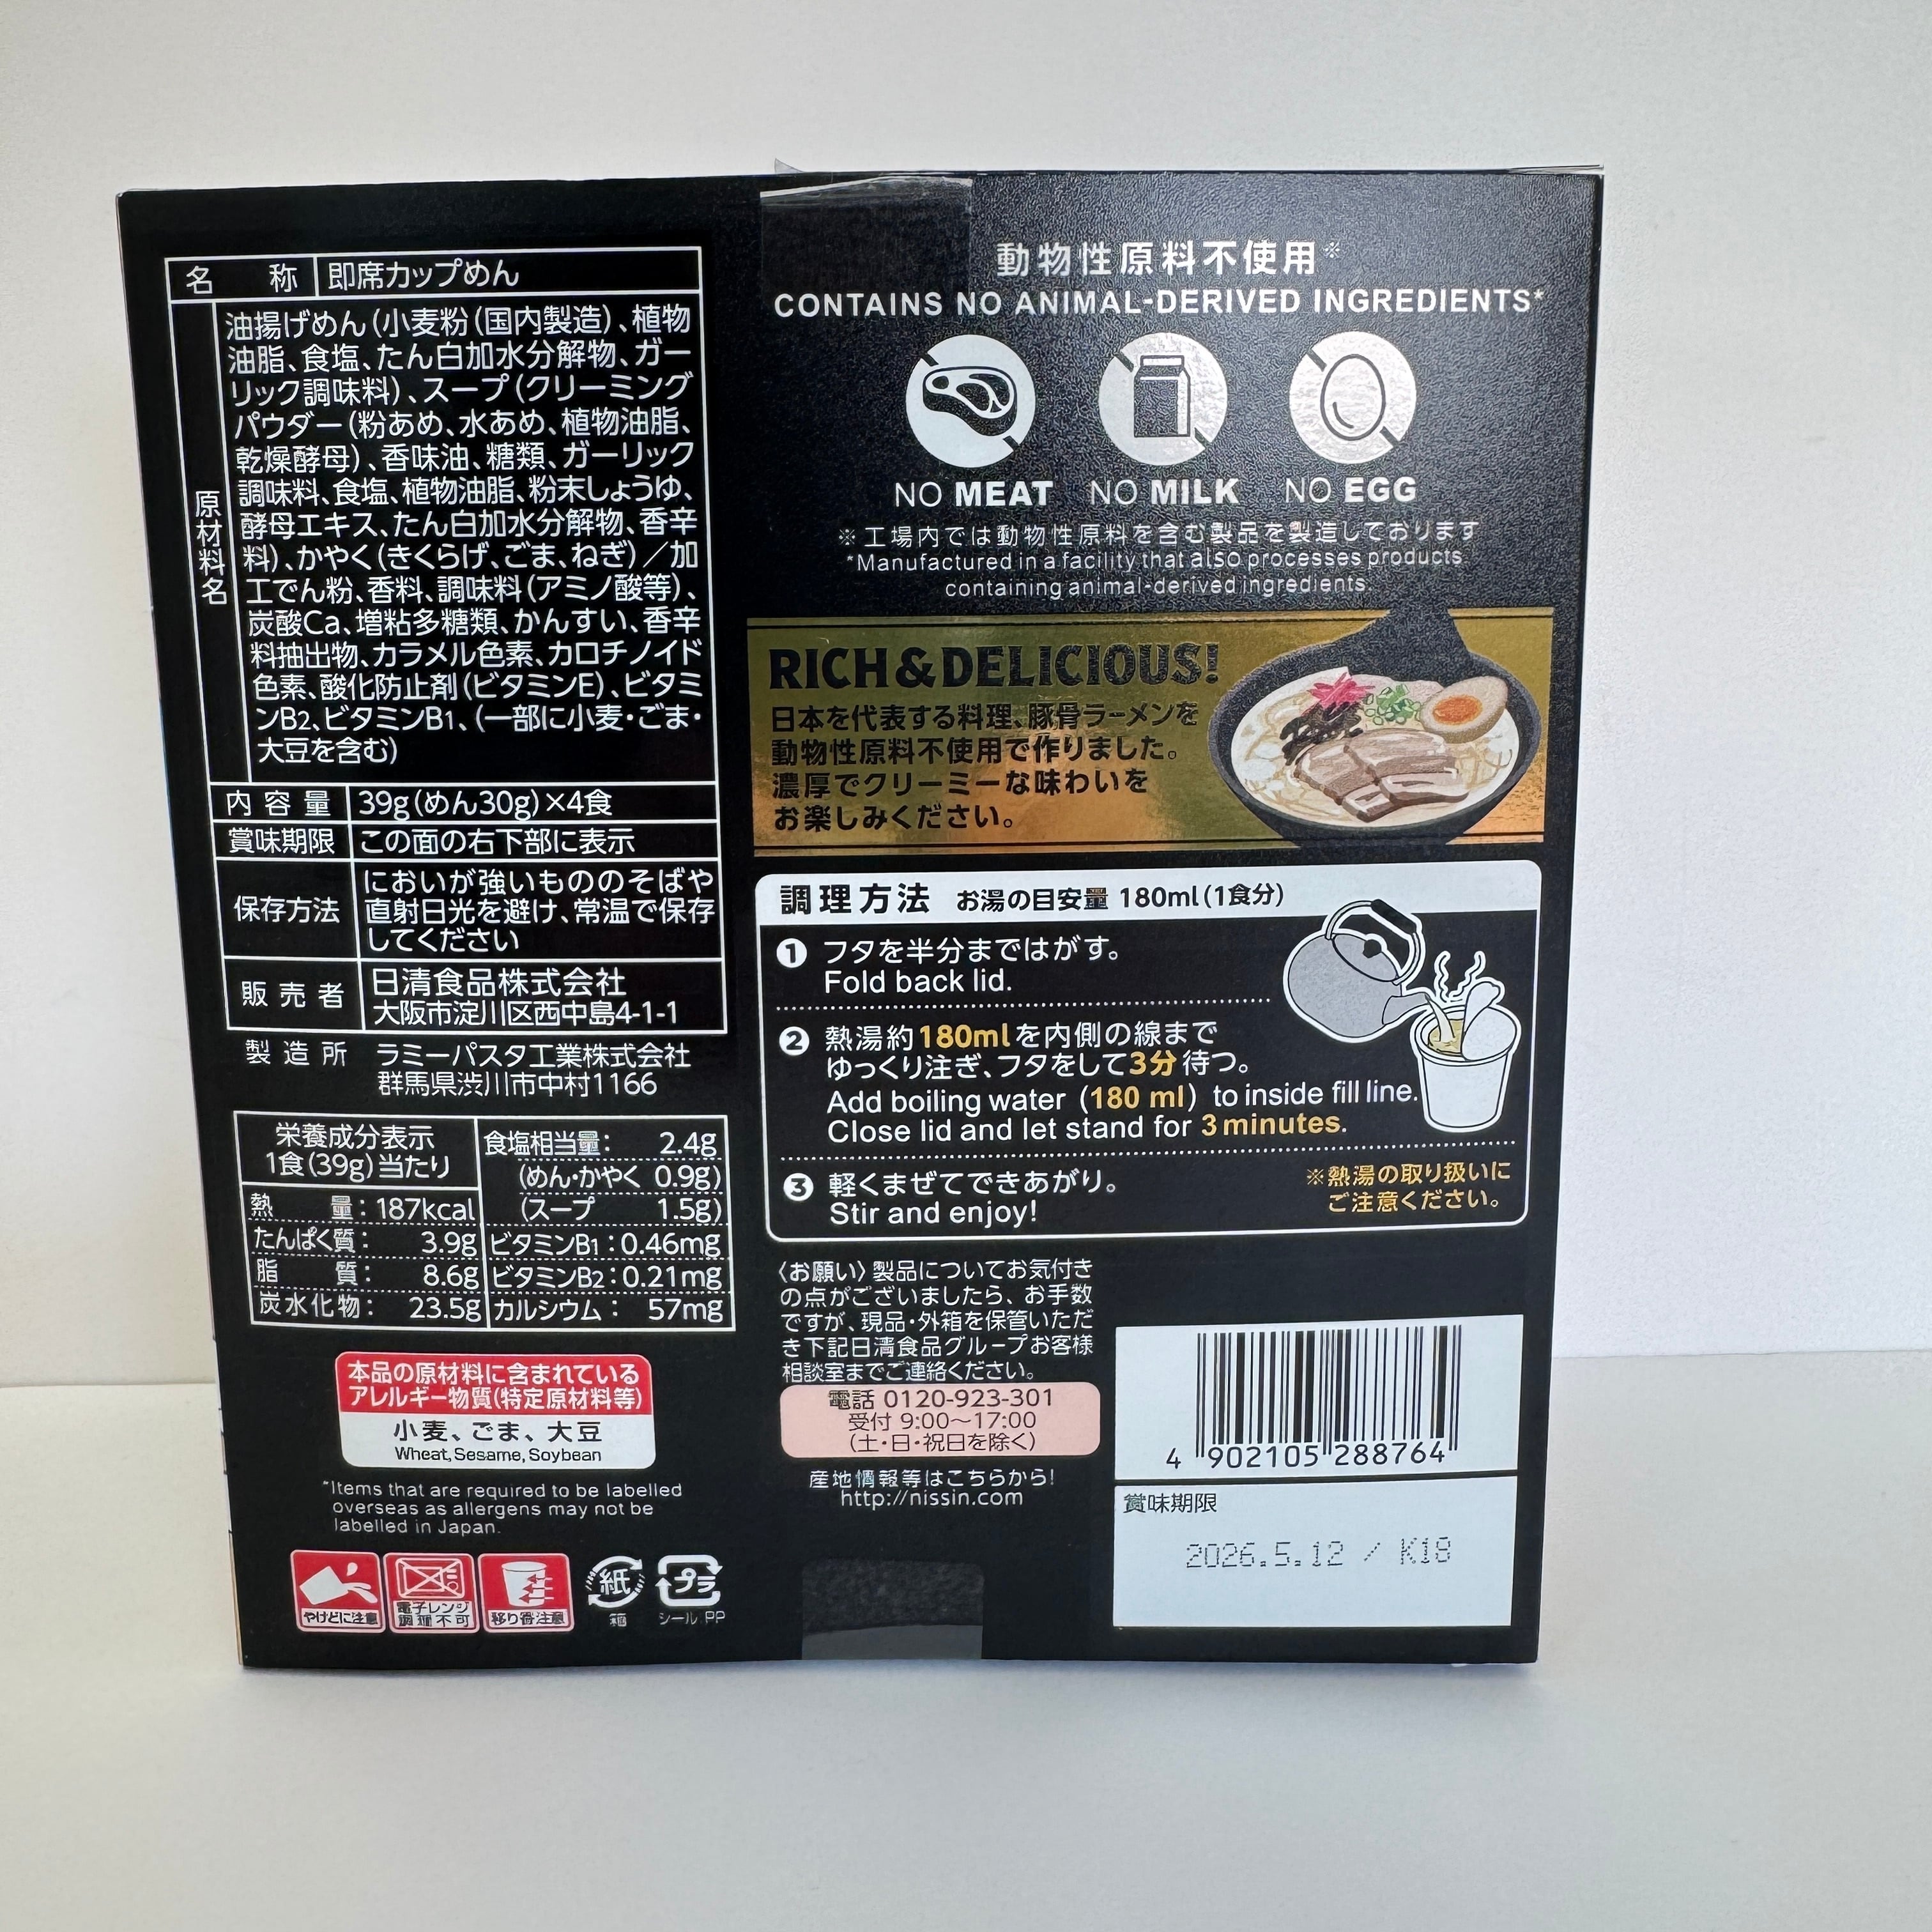 名称 即席カップめん
原材料名
油揚げめん(小麦粉(国内製造)、植物
油脂、食塩、たん白加水分解物、ガー
リック調味料)、スープ(クリーミング
パウダー(粉あめ、水あめ、植物油脂、
乾燥酵母)、香味油、糖類、ガーリック
調味料、食塩、植物油脂、粉末しょうゆ、
酵母エキス、たん白加水分解物、香辛
料)、かやく(きくらげ、ごま、ねぎ)/加
工でん粉、香料、調味料(アミノ酸等)、
炭酸Ca、増粘多糖類、かんすい、香辛
料抽出物、カラメル色素、カロチノイド
色素、酸化防止剤(ビタミンE)、ビタミ
ンB2、ビタミンB1、(一部に小麦・ごま・
大豆を含む)
内容量 39g(めん30g)×4食
賞味期限 この面の右下部に表示
保存方法
においが強いもののそばや
直射日光を避け、常温で保存
してください
販売者
日清食品株式会社
大阪市淀川区西中島4-1-1
製造所 ラミーパスタ工業株式会社
群馬県渋川市中村1166
栄養成分表示
1食(39g)当たり
熱量:187kcal
たんぱく質: 3.9g
脂質: 8.6g
炭水化物: 23.5g
食塩相当量: 2.4g
(めん・かやく 0.9g)
(スープ 1.5g)
ビタミンB1:0.46mg
ビタミンB2:0.21mg
カルシウム: 57mg
本品の原材料に含まれている
アレルギー物質(特定原材料等)
小麦、ごま、大豆
Wheat,Sesame,Soybean
*Items that are required to be labelled
overseas as allergens may not be
labelled in Japan.
やけどに注意
電子レンジ
調理不可
移り香注意
紙
箱
プラ
シール PP
動物性原料不使用※
CONTAINS NO ANIMAL-DERIVED INGREDIENTS*
NO MEAT NO MILK NO EGG
※工場内では動物性原料を含む製品を製造しております
*Manufactured in a facility that also processes products
containing animal-derived ingredients.
RICH&DELICIOUS!
日本を代表する料理、豚骨ラーメンを
動物性原料不使用で作りました。
濃厚でクリーミーな味わいを
お楽しみください。
調理方法 お湯の目安量 180ml(1食分)
1 フタを半分まではがす。
Fold back lid.
2 熱湯約180mlを内側の線まで
ゆっくり注ぎ、フタをして3分待つ。
Add boiling water (180 ml) to inside fill line.
Close lid and let stand for 3 minutes.
3 軽くまぜてできあがり。
Stir and enjoy!
※熱湯の取り扱いに
ご注意ください。
〈お願い〉製品についてお気付き
の点がございましたら、お手数
ですが、現品・外箱を保管いただ
き下記日清食品グループお客様
相談室までご連絡ください。
電話 0120-923-301
受付 9:00〜17:00
(土・日・祝日を除く)
産地情報等はこちらから!
http://nissin.com
4 902105 288764
賞味期限
2026.5.12 / K18